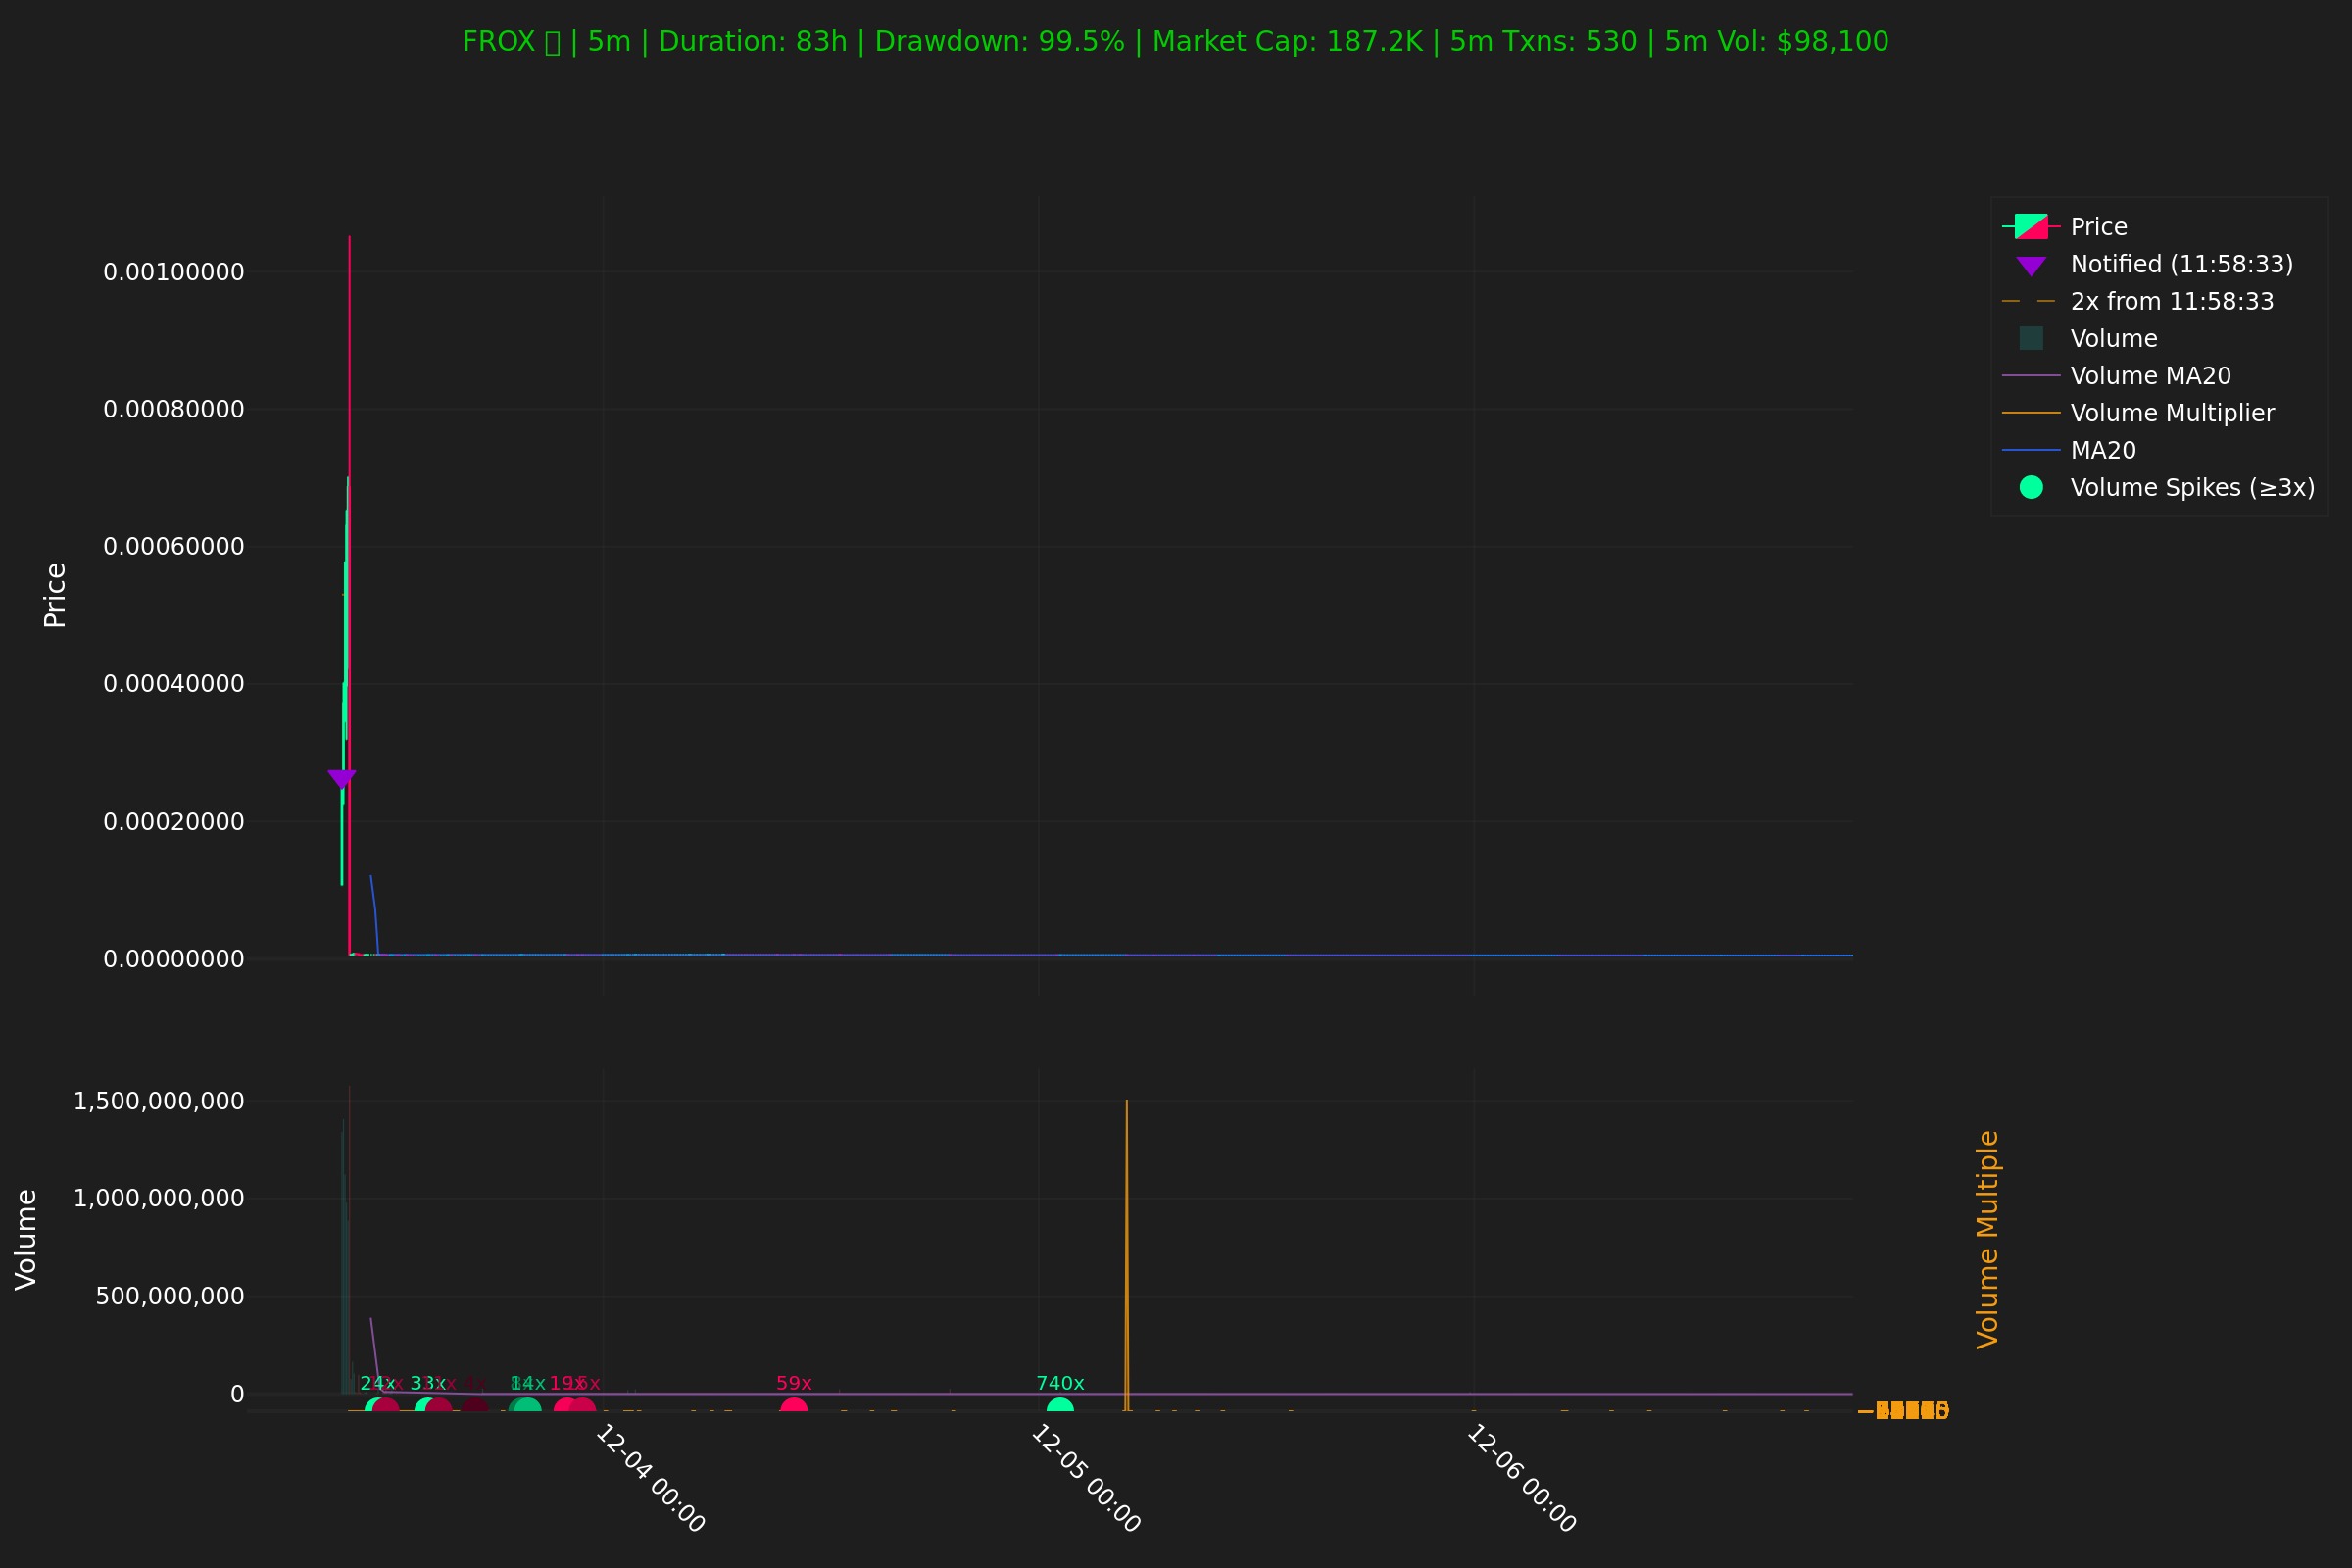 FROX | 5m | Duration: 83h | Drawdown: 99.5% | Market Cap: 187.2K | 5m Txns: 530 | 5m Vol: $98,100
Price
Notified (11:58:33)
2x from 11:58:33
Volume
Volume MA20
Volume Multiplier
MA20
Volume Spikes (≥3x)
0.00100000
0.00080000
0.00060000
0.00040000
0.00020000
0.00000000
Price
1,500,000,000
1,000,000,000
500,000,000
0
Volume
Volume Multiple
24x
33x
14x
19x
59x
740x
12-04 00:00
12-05 00:00
12-06 00:00